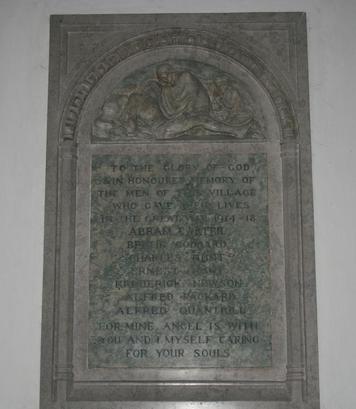 TO THE GLORY OF GOD
& IN HONOURED MEMORY OF
THE MEN OF THIS VILLAGE
WHO GAVE THEIR LIVES
IN THE GREAT WAR 1914-18
ABRAM CARTER
BERTIE GODDARD
CHARLES HUNT
ERNEST
FREDERICK NEWSON
ALFRED PACKARD
ALFRED QUANTRILL
FOR MINE ANGEL IS WITH
YOU AND I MYSELF CARING
FOR YOUR SOULS